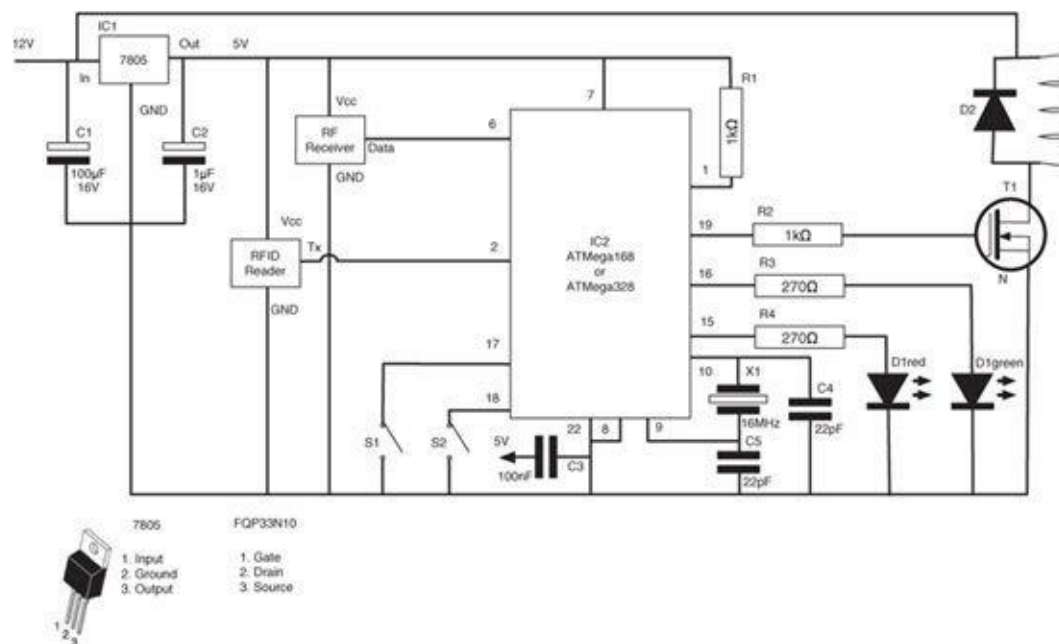 IC1
12V
7805
Out
5V
In
GND
R1
1kΩ
7
Vcc
6
RF
Receiver
Data
GND
C1
100µF
16V
C2
1µF
16V
D2
1
T1
N
Vcc
RFID
Reader
Tx
GND
2
IC2
ATMega168
or
ATMega328
19
R2
1kΩ
16
R3
270Ω
15
R4
270Ω
17
10
X1
16MHz
C4
22pF
D1red
D1green
18
S1
S2
22
8
9
5V
100nF
C3
C5
22pF
7805
1. Input
2. Ground
3. Output
FQP33N10
1. Gate
2. Drain
3. Source
1
2
3